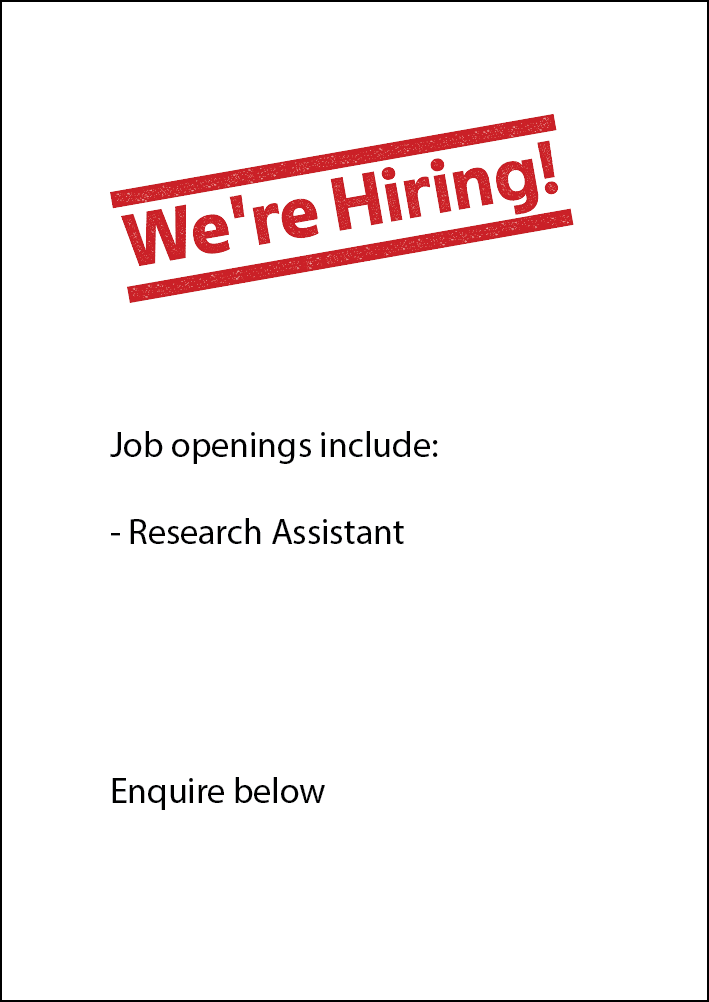 We're Hiring!
Job openings include:
- Research Assistant
Enquire below